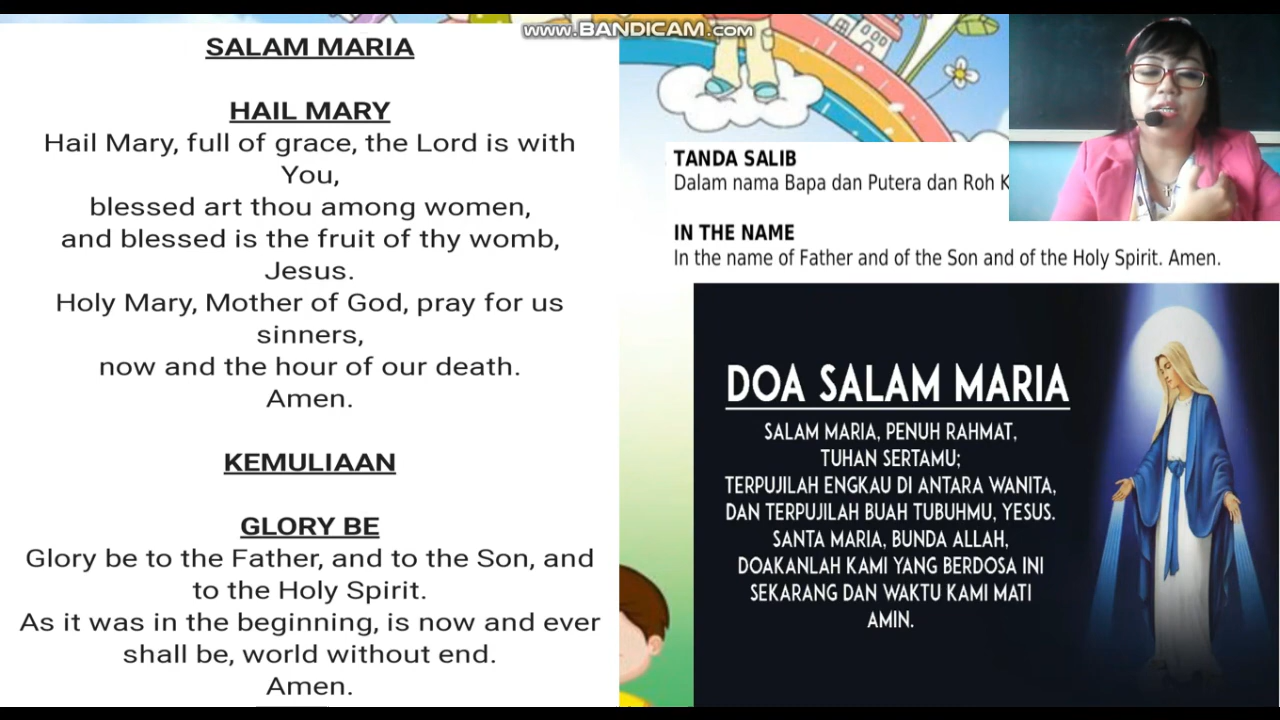 www.BANDICAM.com
SALAM MARIA
HAIL MARY
Hail Mary, full of grace, the Lord is with
You,
blessed art thou among women,
and blessed is the fruit of thy womb,
Jesus.
Holy Mary, Mother of God, pray for us
sinners,
now and the hour of our death.
Amen.
KEMULIAAN
GLORY BE
Glory be to the Father, and to the Son, and
to the Holy Spirit.
As it was in the beginning, is now and ever
shall be, world without end.
Amen.
TANDA SALIB
Dalam nama Bapa dan Putera dan Roh K
IN THE NAME
In the name of Father and of the Son and of the Holy Spirit. Amen.
DOA SALAM MARIA
SALAM MARIA, PENUH RAHMAT,
TUHAN SERTAMU;
TERPUJILAH ENGKAU DI ANTARA WANITA,
DAN TERPUJILAH BUAH TUBUHMU, YESUS.
SANTA MARIA, BUNDA ALLAH,
DOAKANLAH KAMI YANG BERDOSA INI
SEKARANG DAN WAKTU KAMI MATI
AMIN.